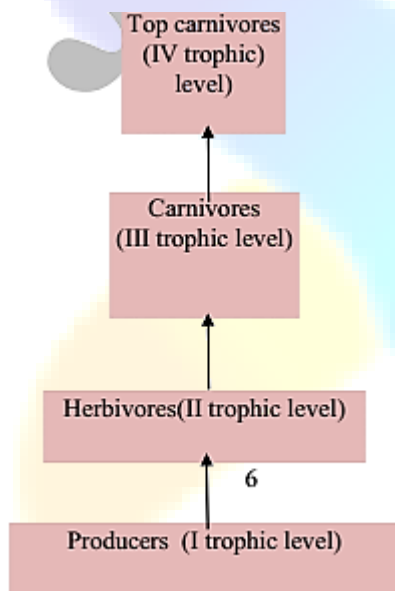 Top carnivores
(IV trophic)
level)
Carnivores
(III trophic level)
Herbivores(II trophic level)
6
Producers (I trophic level)